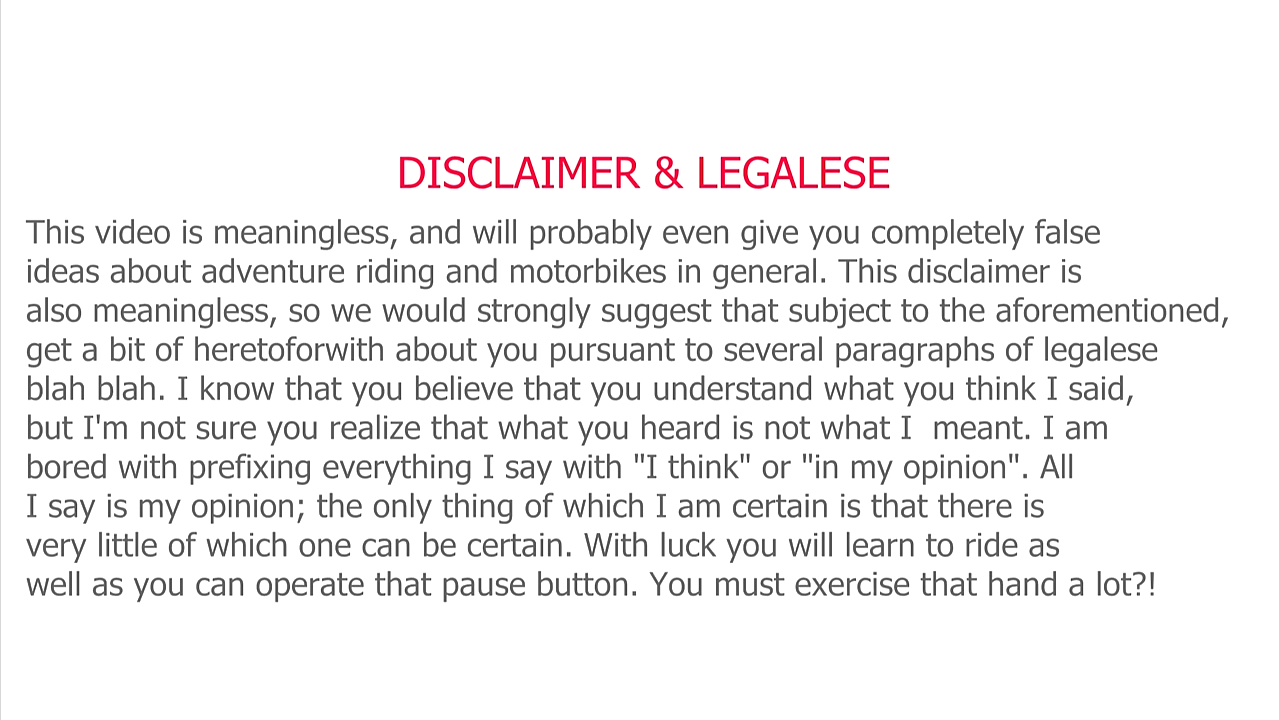 DISCLAIMER & LEGALESE
This video is meaningless, and will probably even give you completely false
ideas about adventure riding and motorbikes in general. This disclaimer is
also meaningless, so we would strongly suggest that subject to the aforementioned,
get a bit of heretoforwith about you pursuant to several paragraphs of legalese
blah blah. I know that you believe that you understand what you think I said,
but I'm not sure you realize that what you heard is not what I  meant. I am
bored with prefixing everything I say with "I think" or "in my opinion". All
I say is my opinion; the only thing of which I am certain is that there is
very little of which one can be certain. With luck you will learn to ride as
well as you can operate that pause button. You must exercise that hand a lot?!